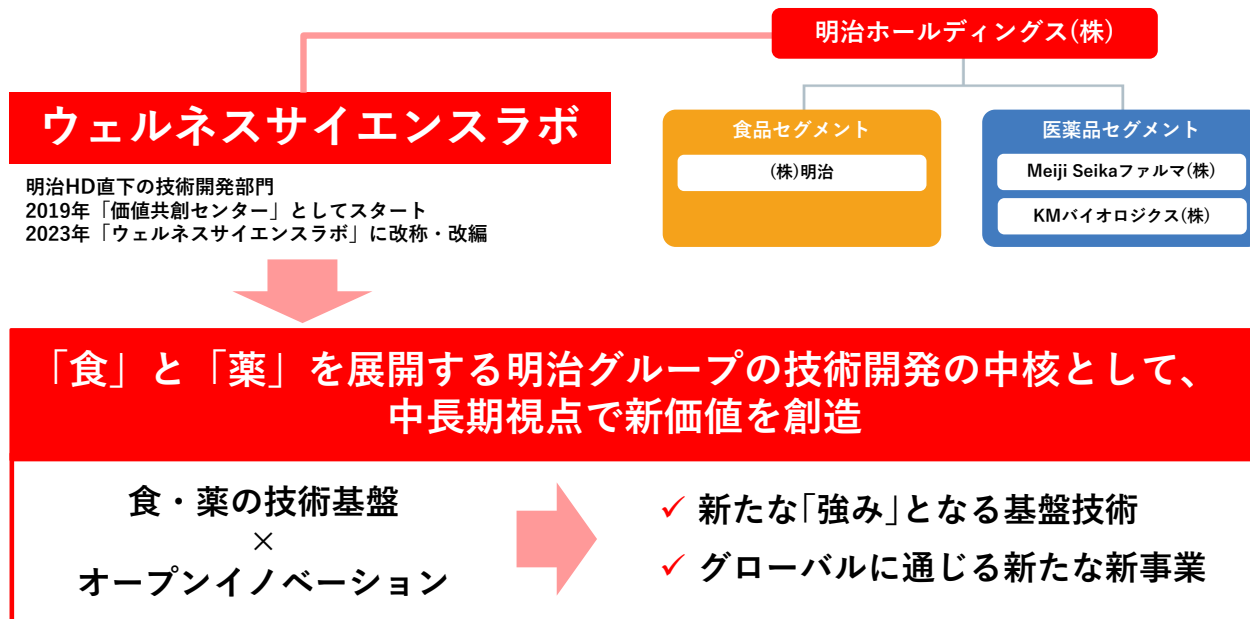 明治ホールディングス(株)
ウェルネスサイエンスラボ
明治HD直下の技術開発部門
2019年「価値共創センター」としてスタート
2023年「ウェルネスサイエンスラボ」に改称・改編
食品セグメント
(株)明治
医薬品セグメント
Meiji Seikaファルマ(株)
KMバイオロジクス(株)
「食」と「薬」を展開する明治グループの技術開発の中核として、
中長期視点で新価値を創造
食・薬の技術基盤
×
オープンイノベーション
✓ 新たな「強み」となる基盤技術
✓ グローバルに通じる新たな新事業